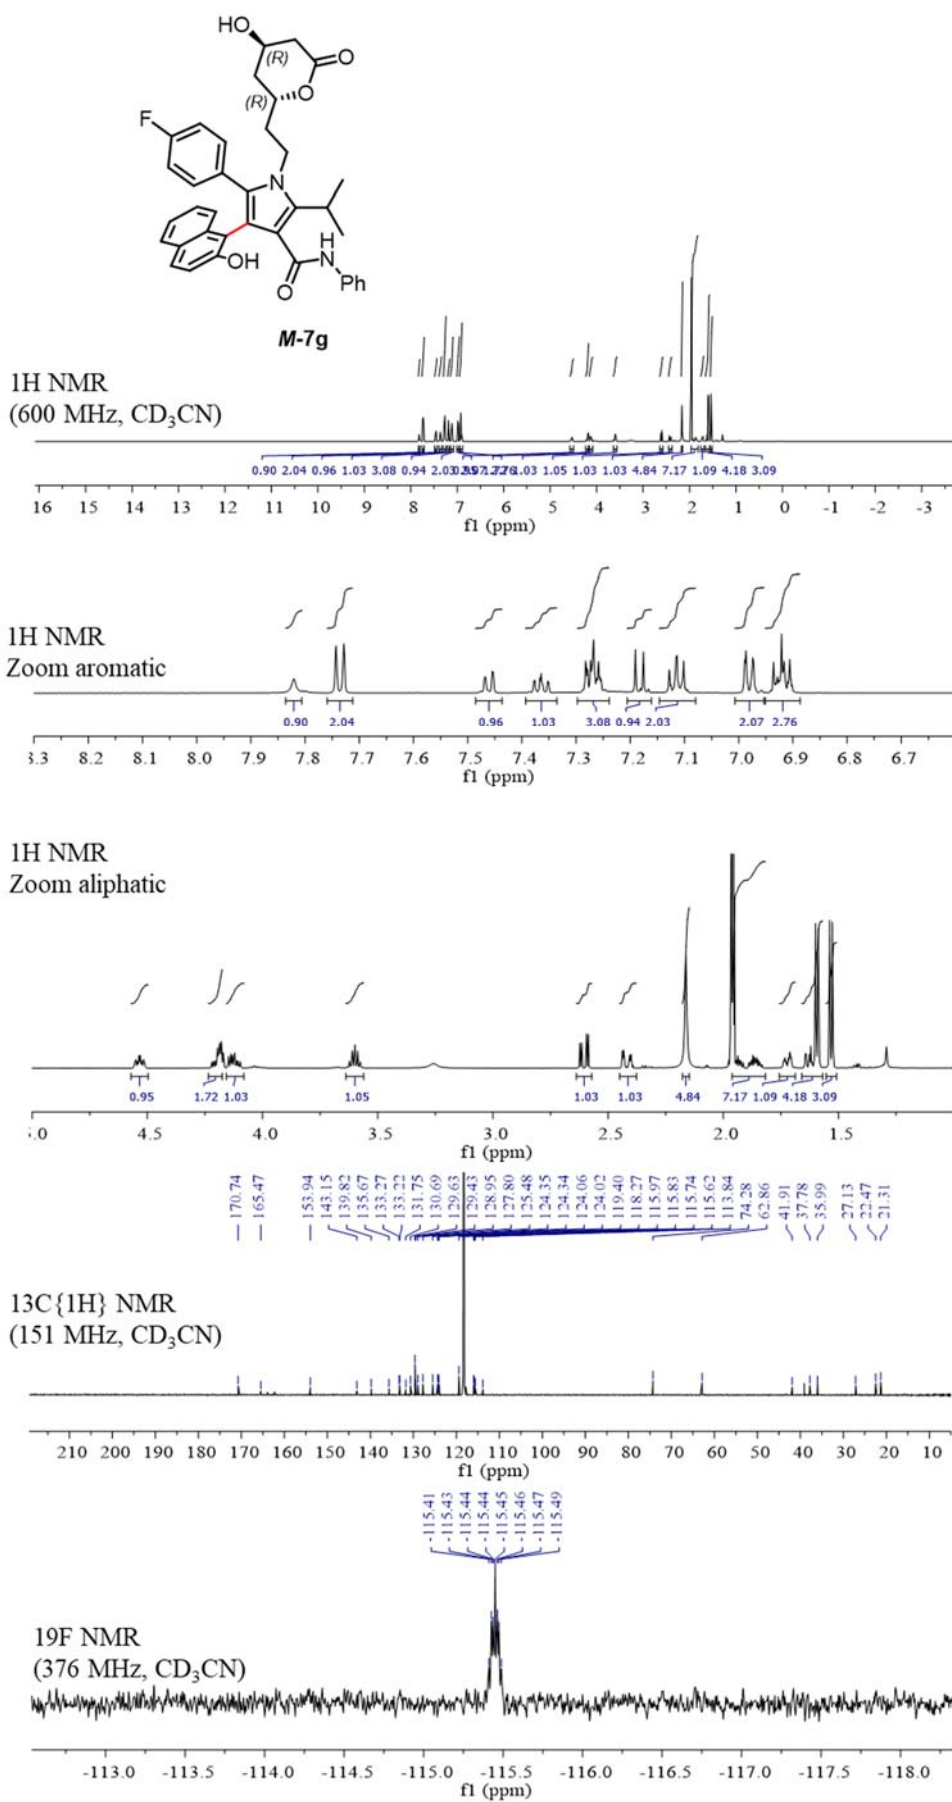 HO
(R)
O
O
(R)
F
N
H
N
OH
O
Ph
M-7g
1H NMR
(600 MHz, CD3CN)
0.90 2.04 0.96 1.03 3.08 0.94 1.03 1.05 1.03 1.03 4.84 7.17 1.09 4.18 3.09
16 15 14 13 12 11 10 9 8 7 6 5 4 3 2 1 0 -1 -2 -3
f1 (ppm)
1H NMR
Zoom aromatic
0.90 2.04 0.96 1.03 3.08 0.94 2.03 2.07 2.76
8.2 8.1 8.0 7.9 7.8 7.7 7.6 7.5 7.4 7.3 7.2 7.1 7.0 6.9 6.8 6.7
f1 (ppm)
1H NMR
Zoom aliphatic
0.95 1.72 1.03 1.05 1.03 1.03 4.84 7.17 1.09 4.18 3.09
4.5 4.0 3.5 3.0 2.5 2.0 1.5
f1 (ppm)
170.74 165.47 153.94 143.15 139.82 135.67 133.27 133.22 131.75 130.69 129.63 129.43 128.95 127.80 125.48 124.35 124.34 124.06 124.02 119.40 118.27 115.97 115.83 115.74 115.62 113.84 74.28 62.86 41.91 37.78 35.99 27.13 22.47 21.31
13C{1H} NMR
(151 MHz, CD3CN)
210 200 190 180 170 160 150 140 130 120 110 100 90 80 70 60 50 40 30 20 10
f1 (ppm)
-115.41 -115.43 -115.44 -115.44 -115.45 -115.46 -115.47 -115.49
19F NMR
(376 MHz, CD3CN)
-113.0 -113.5 -114.0 -114.5 -115.0 -115.5 -116.0 -116.5 -117.0 -117.5 -118.0
f1 (ppm)